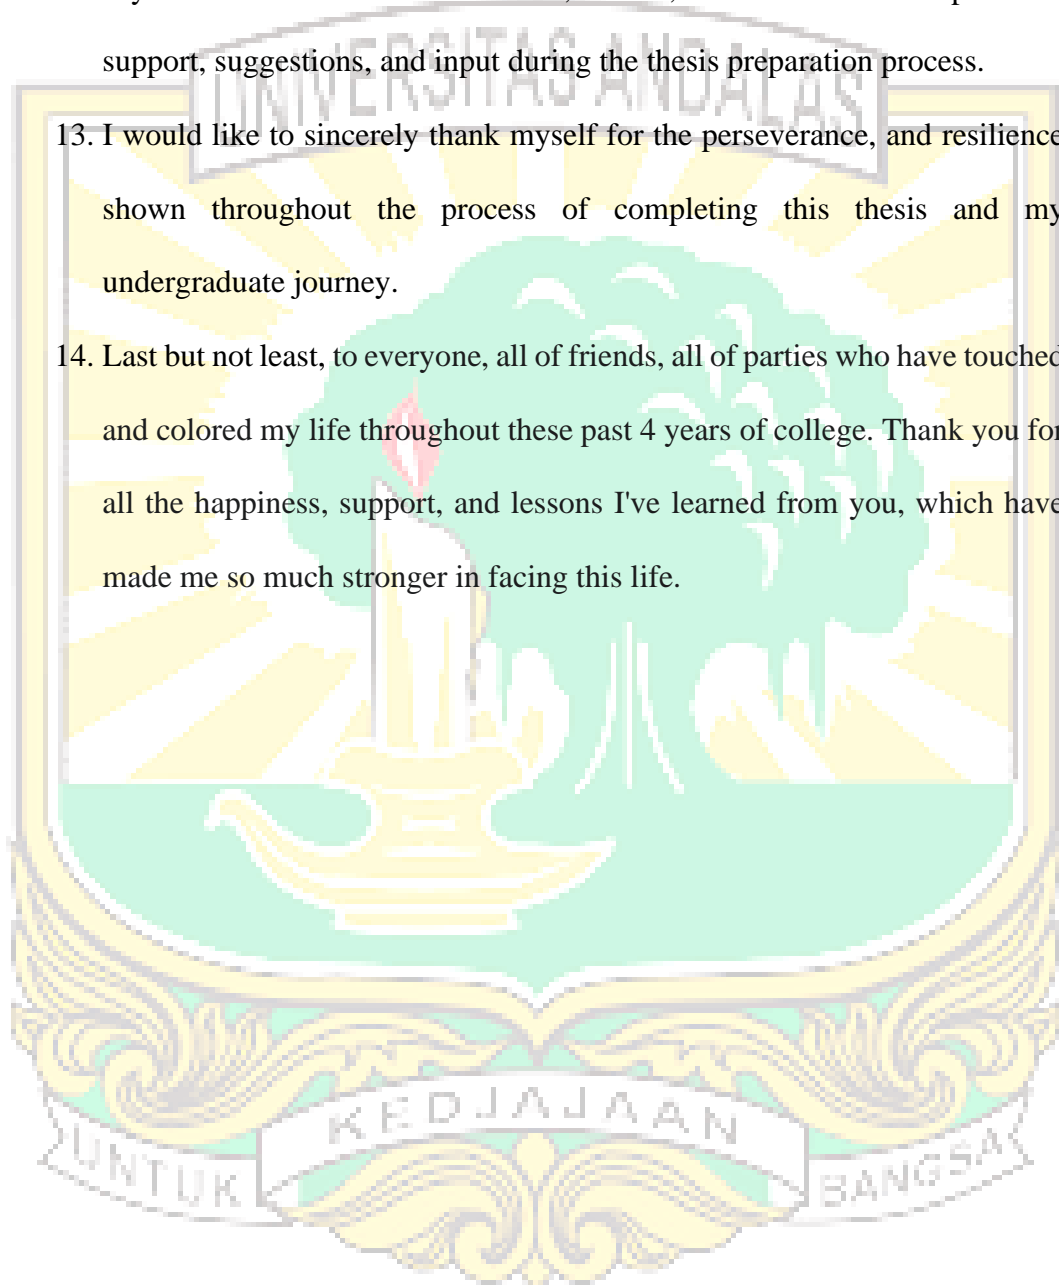 support, suggestions, and input during the thesis preparation process.
UNIVERSITAS ANDALAS
13. I would like to sincerely thank myself for the perseverance, and resilience
shown throughout the process of completing this thesis and my
undergraduate journey.
14. Last but not least, to everyone, all of friends, all of parties who have touched
and colored my life throughout these past 4 years of college. Thank you for
all the happiness, support, and lessons I've learned from you, which have
made me so much stronger in facing this life.
KEDJAJAAN
UNTUK BANGSA